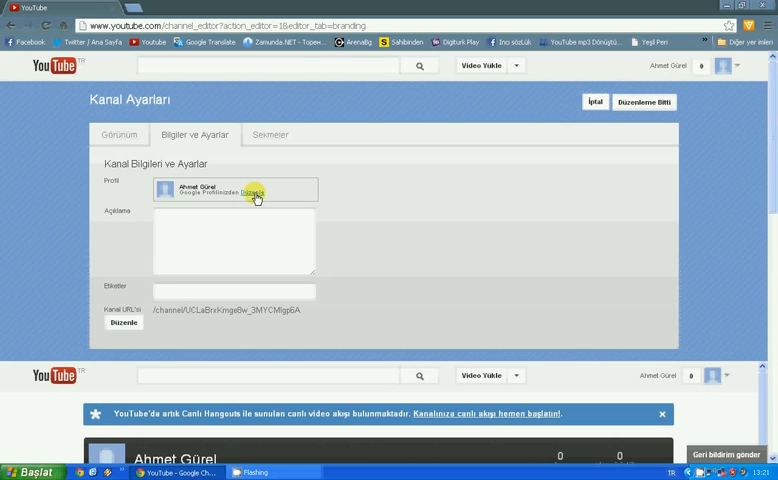 YouTube
www.youtube.com/channel_editor?action_editor=1&editor_tab=branding
Facebook Twitter / Ana Sayfa Youtube Google Translate Zamunda.NET - Торен... ArenaBg Sahibinden Digiturk Play İnci sözlük YouTube mp3 Dönüştü... Yeşil Peri » Diğer yer imleri
YouTube TR Video Yükle Ahmet Gürel 0
Kanal Ayarları İptal Düzenleme Bitti
Görünüm Bilgiler ve Ayarlar Sekmeler
Kanal Bilgileri ve Ayarlar
Profil Ahmet Gürel
Google Profilinizden Düzenle
Açıklama
Etiketler
Kanal URL'si /channel/UCLaBrxKmge8w_3MYCMlgp6A
Düzenle
YouTube TR Video Yükle Ahmet Gürel 0
YouTube'da artık Canlı Hangouts ile sunulan canlı video akışı bulunmaktadır. Kanalınıza canlı akışı hemen başlatın!.
Ahmet Gürel 0 0
Geri bildirim gönder
Başlat » YouTube - Google Ch... Flashing TR 13:21